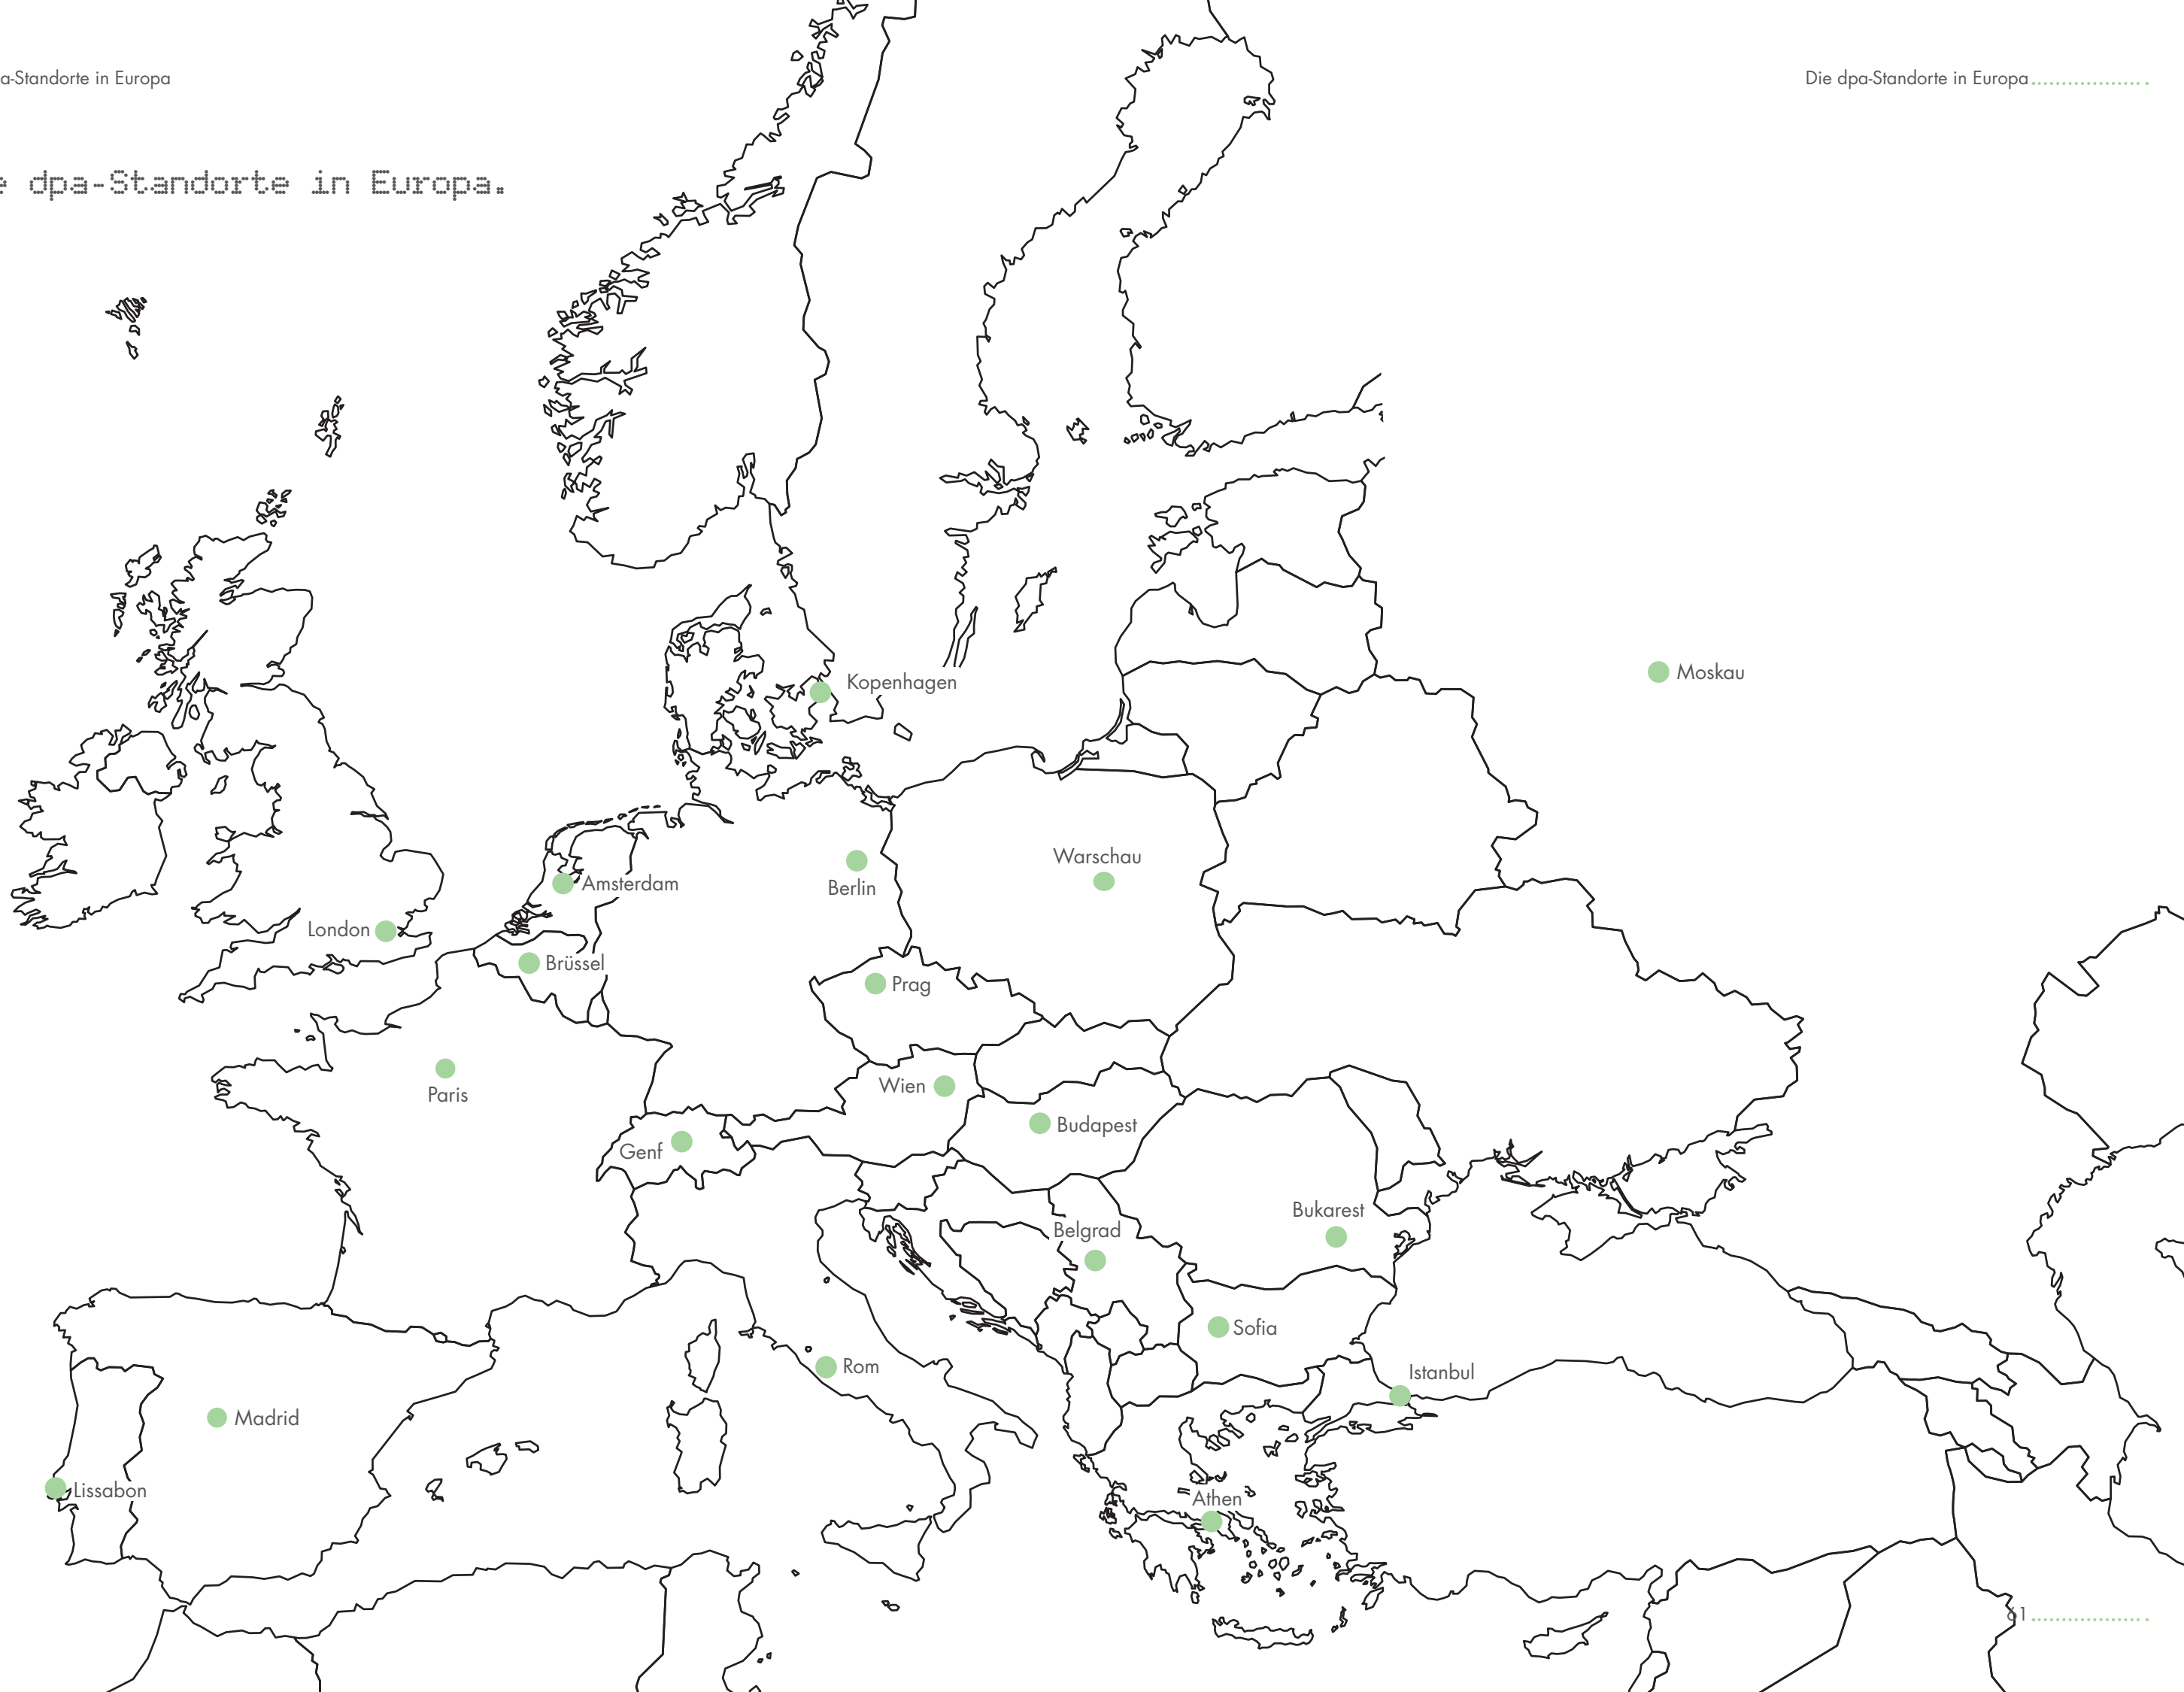 a-Standorte in Europa
Die dpa-Standorte in Europa
e dpa-Standorte in Europa.
Moskau
Kopenhagen
Warschau
Amsterdam
Berlin
London
Brüssel
Prag
Wien
Paris
Budapest
Genf
Bukarest
Belgrad
Sofia
Rom
Istanbul
Madrid
Lissabon
Athen
61